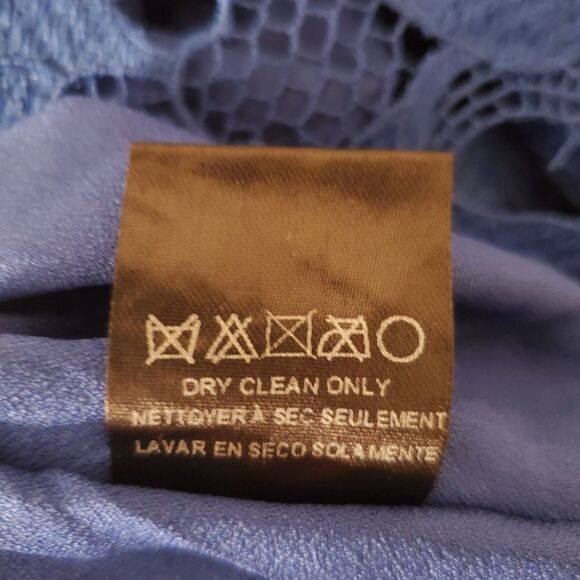 DRY CLEAN ONLY
NETTOYER À SEC SEULEMENT
LAVAR EN SECO SOLAMENTE